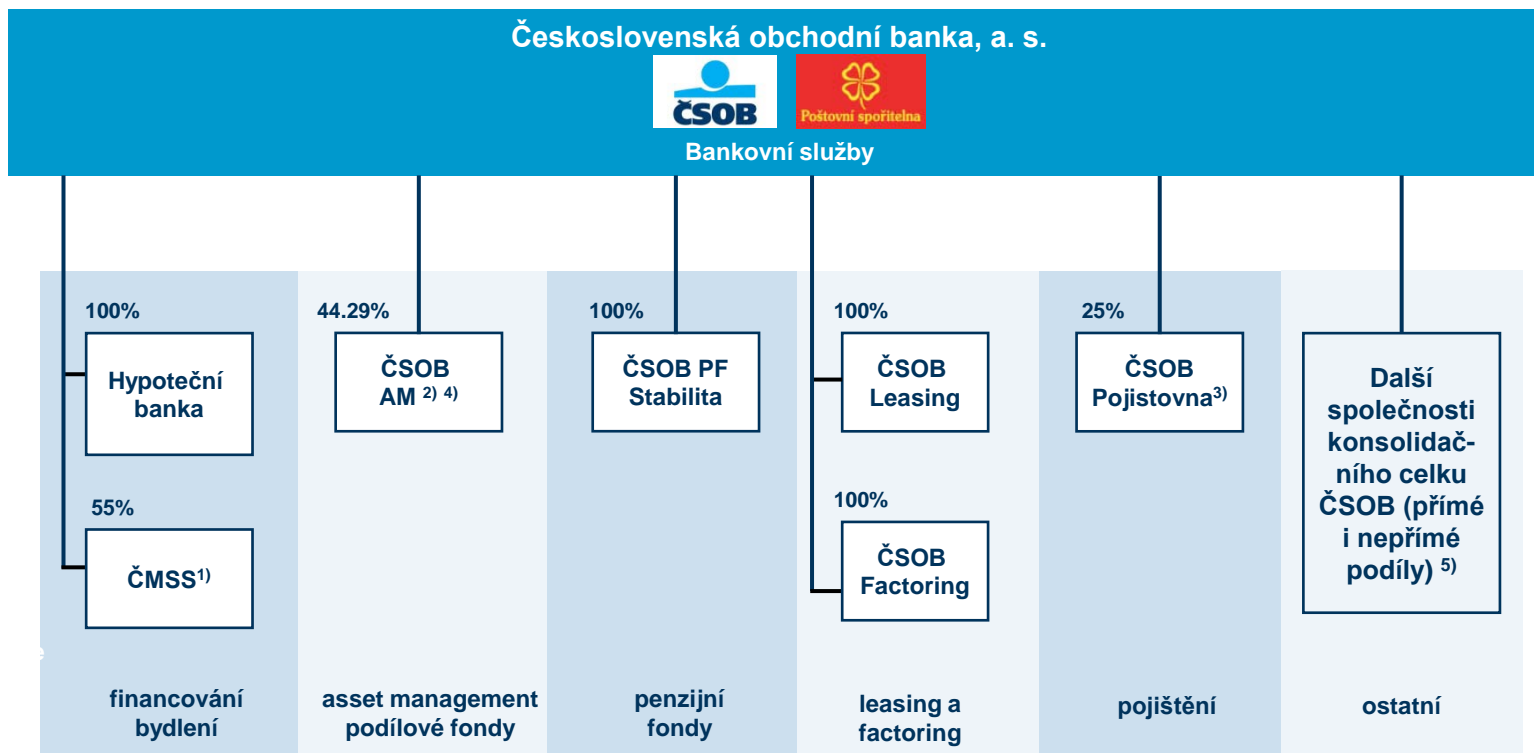 Československá obchodní banka, a. s.
ČSOB
Poštovní spořitelna
Bankovní služby
100%
Hypoteční
banka
55%
ČMSS1)
financování
bydlení
44.29%
ČSOB
AM 2) 4)
asset management
podílové fondy
100%
ČSOB PF
Stabilita
penzijní
fondy
100%
ČSOB
Leasing
100%
ČSOB
Factoring
leasing a
factoring
25%
ČSOB
Pojistovna3)
pojištění
Další
společnosti
konsolidač-
ního celku
ČSOB (přímé
i nepřímé
podíly) 5)
ostatní